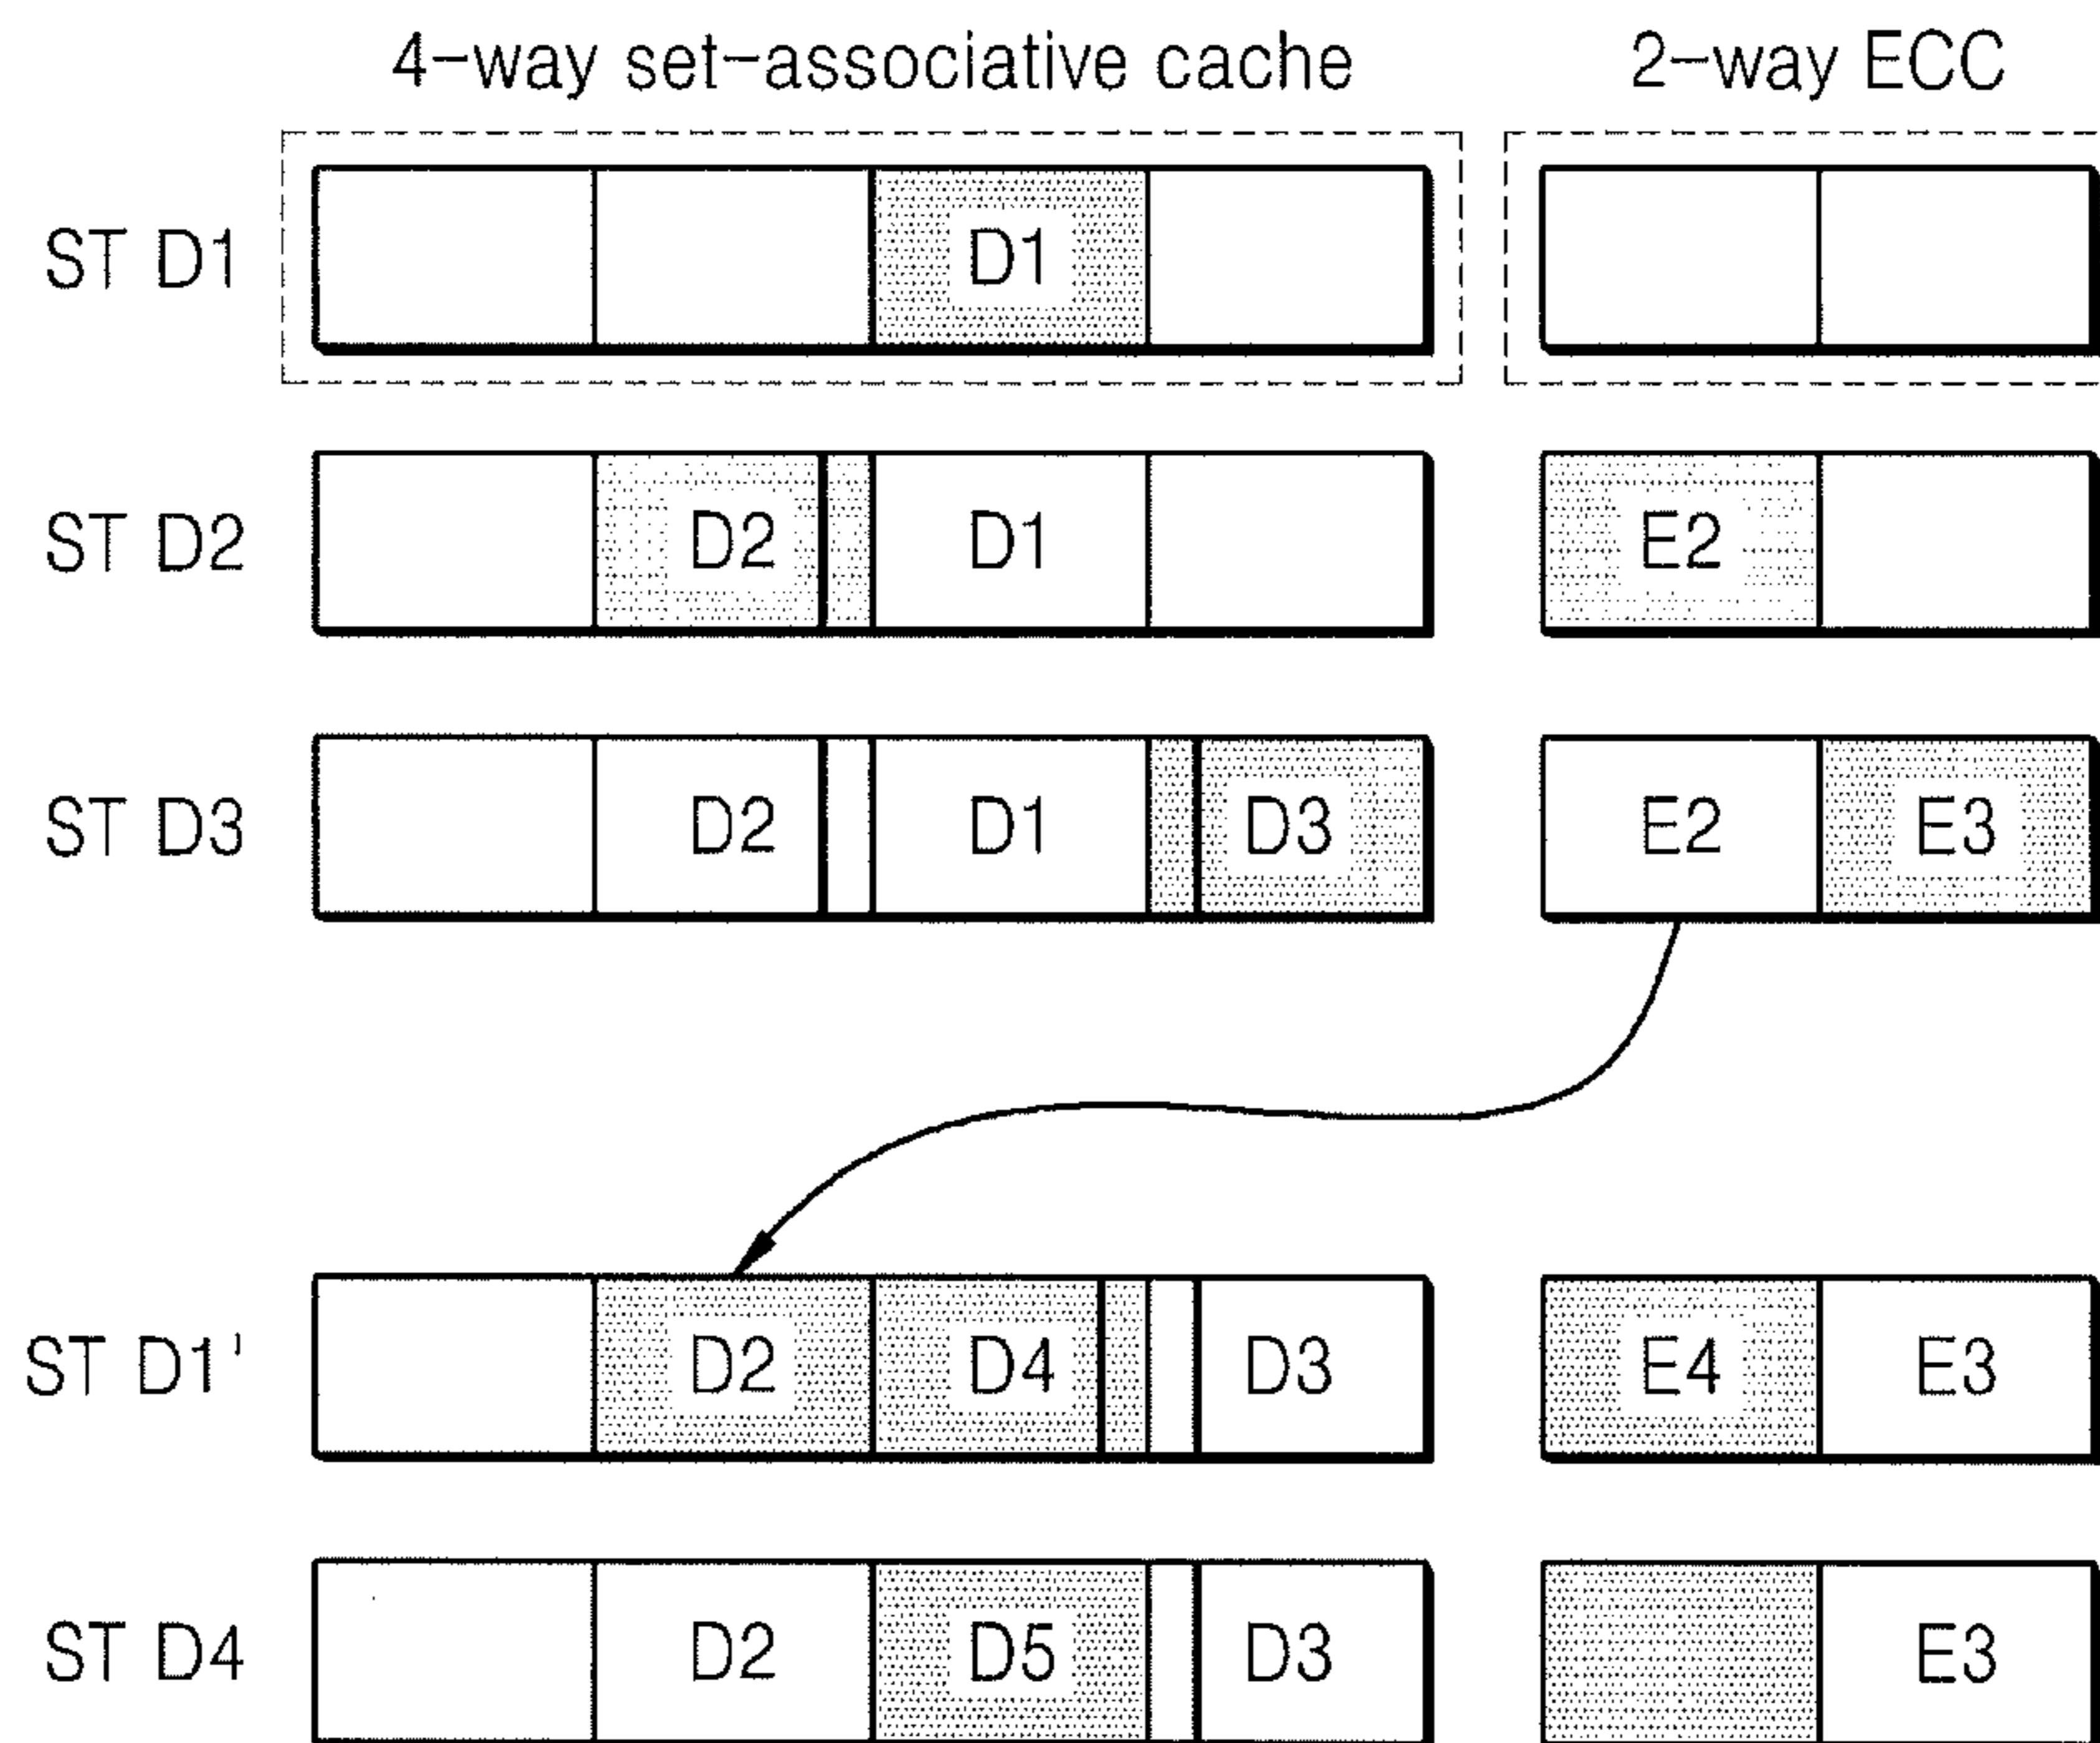 4-way set-associative cache 2-way ECC
ST D1 D1
ST D2 D2 D1 E2
ST D3 D2 D1 D3 E2 E3
ST D1' D2 D4 D3 E4 E3
ST D4 D2 D5 D3 E3